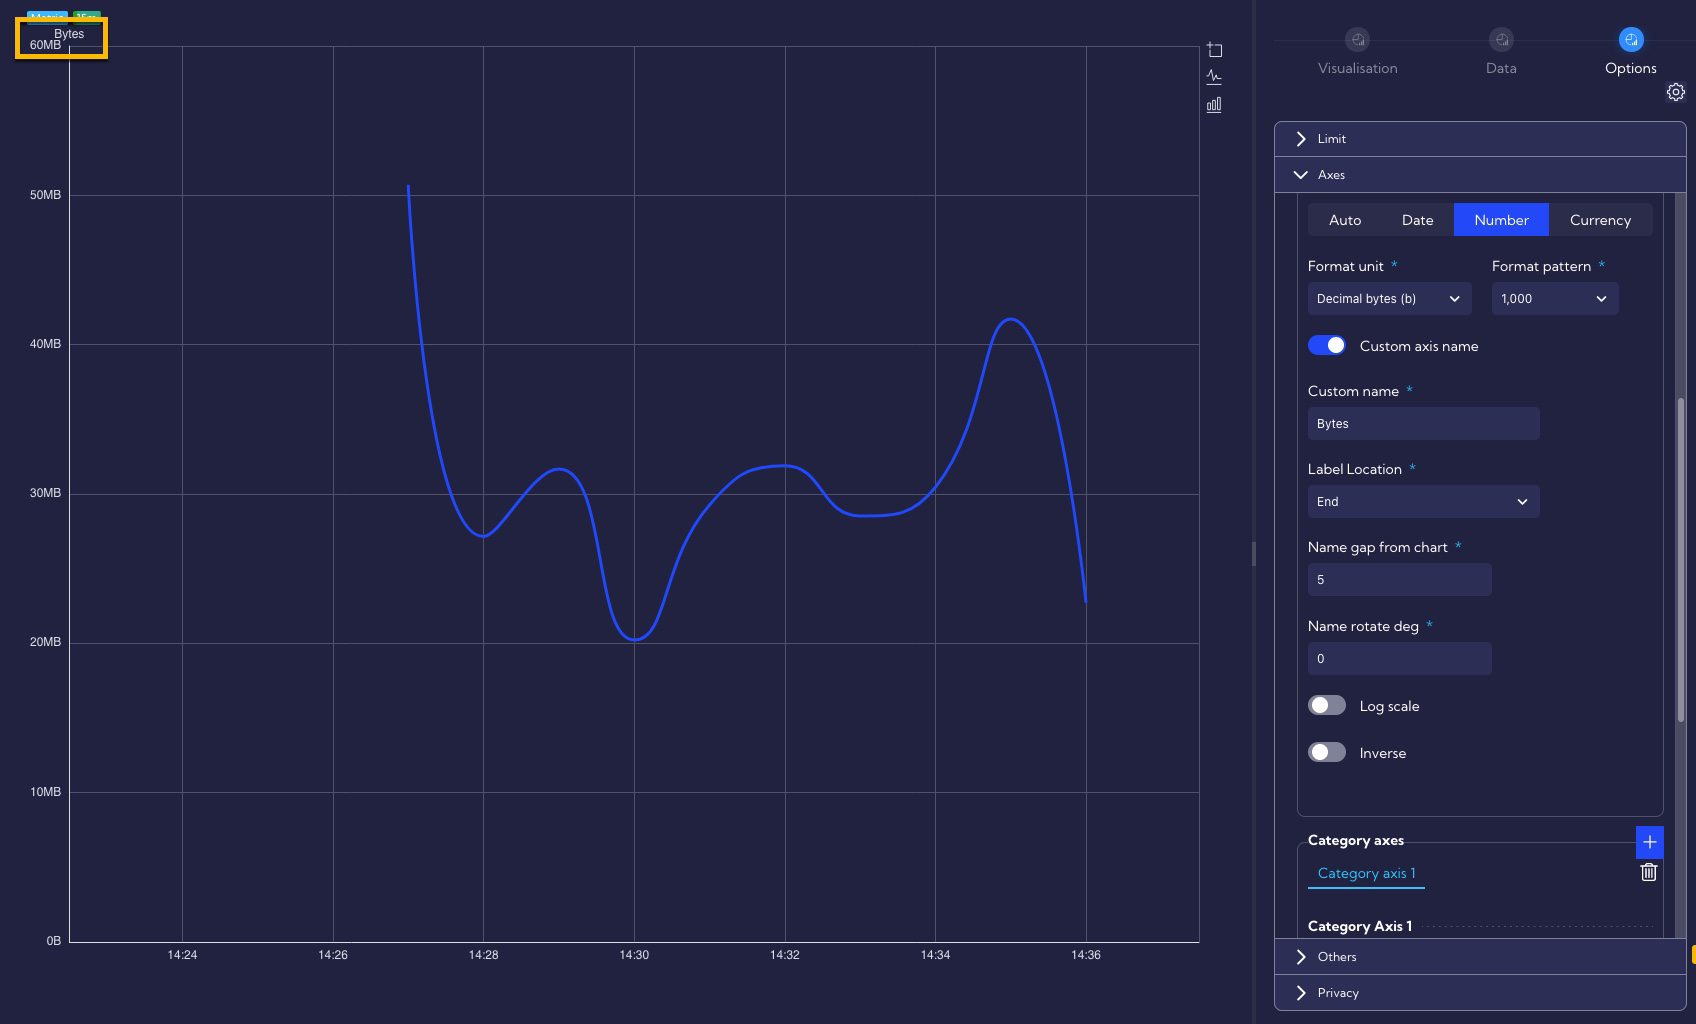 Metric 15m
Bytes
60MB
50MB
40MB
30MB
20MB
10MB
0B
14:24 14:26 14:28 14:30 14:32 14:34 14:36
Visualisation Data Options
Limit
Axes
Auto Date Number Currency
Format unit * Format pattern *
Decimal bytes (b) 1,000
Custom axis name
Custom name *
Bytes
Label Location *
End
Name gap from chart *
5
Name rotate deg *
0
Log scale
Inverse
Category axes
Category axis 1
Category Axis 1
Others
Privacy